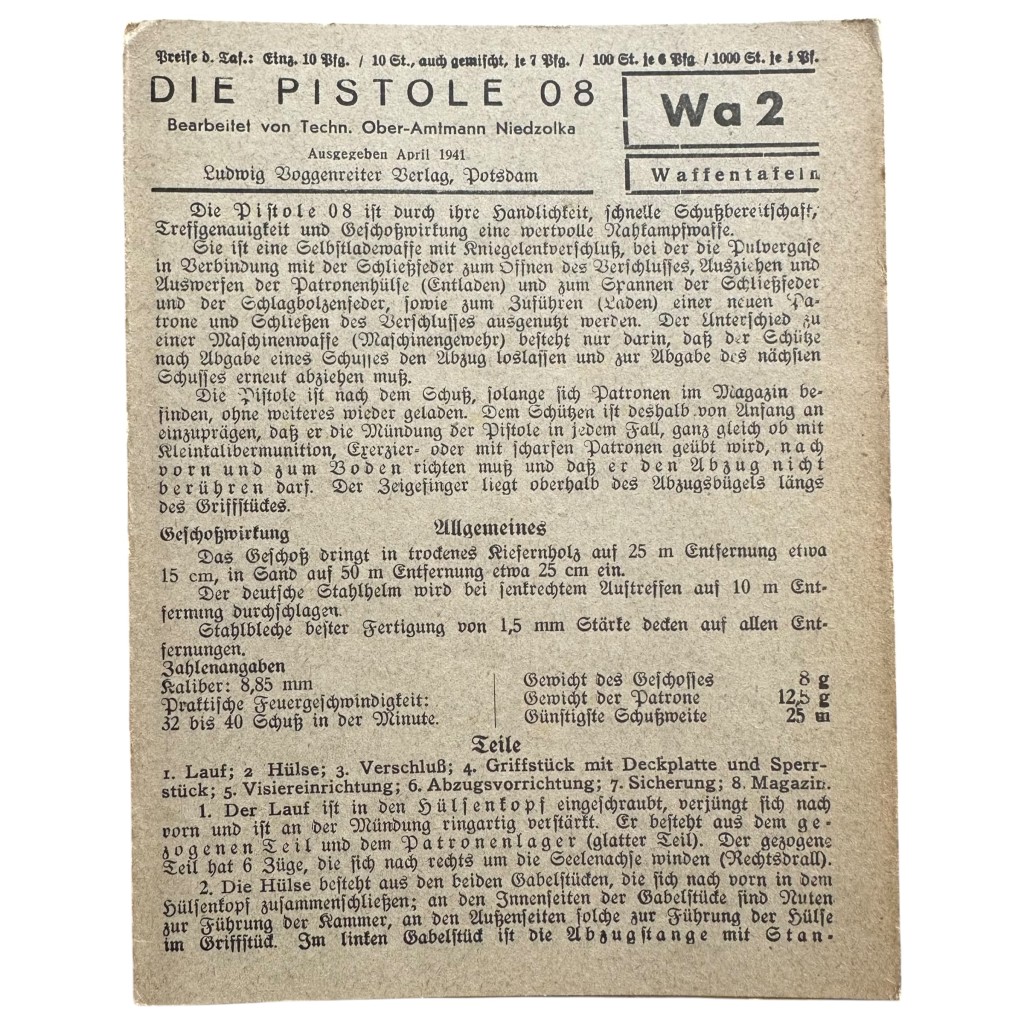 Preise d. Taf.: Einz. 10 Pfg. / 10 St., auch gemischt, je 7 Pfg. / 100 St. je 6 Pfg / 1000 St. je 5 Pf.
DIE PISTOLE 08
Wa 2
Bearbeitet von Techn. Ober-Amtmann Niedzolka
Ausgegeben April 1941
Ludwig Voggenreiter Verlag, Potsdam
Waffentafeln
Die Pistole 08 ist durch ihre Handlichkeit, schnelle Schußbereitschaft,
Treffgenauigkeit und Geschoßwirkung eine wertvolle Nahkampfwaffe.
Sie ist eine Selbstladewaffe mit Kniegelenkverschluß, bei der die Pulvergase
in Verbindung mit der Schließfeder zum Öffnen des Verschlusses, Ausziehen und
Auswerfen der Patronenhülse (Entladen) und zum Spannen der Schließfeder
und der Schlagbolzenfeder, sowie zum Zuführen (Laden) einer neuen Pa-
trone und Schließen des Verschlusses ausgenutzt werden. Der Unterschied zu
einer Maschinenwaffe (Maschinengewehr) besteht nur darin, daß der Schütze
nach Abgabe eines Schusses den Abzug loslassen und zur Abgabe des nächsten
Schusses erneut abziehen muß.
Die Pistole ist nach dem Schuß, solange sich Patronen im Magazin be-
finden, ohne weiteres wieder geladen. Dem Schützen ist deshalb von Anfang an
einzuprägen, daß er die Mündung der Pistole in jedem Fall, ganz gleich ob mit
Kleinkalibermunition, Exerzier- oder mit scharfen Patronen geübt wird, nach
vorn und zum Boden richten muß und daß er den Abzug nicht
berühren darf. Der Zeigefinger liegt oberhalb des Abzugsbügels längs
des Griffstückes.
Allgemeines
Geschoßwirkung
Das Geschoß dringt in trockenes Kiefernholz auf 25 m Entfernung etwa
15 cm, in Sand auf 50 m Entfernung etwa 25 cm ein.
Der deutsche Stahlhelm wird bei senkrechtem Auftreffen auf 10 m Ent-
fernung durchschlagen.
Stahlbleche bester Fertigung von 1,5 mm Stärke decken auf allen Ent-
fernungen.
Zahlenangaben
Kaliber: 8,85 mm
Praktische Feuergeschwindigkeit:
32 bis 40 Schuß in der Minute.
Gewicht des Geschosses 8 g
Gewicht der Patrone 12,5 g
Günstigste Schußweite 25 m
Teile
1. Lauf; 2 Hülse; 3. Verschluß; 4. Griffstück mit Deckplatte und Sperr-
stück; 5. Visiereinrichtung; 6. Abzugsvorrichtung; 7. Sicherung; 8. Magazin.
1. Der Lauf ist in den Hülsenkopf eingeschraubt, verjüngt sich nach
vorn und ist an der Mündung ringartig verstärkt. Er besteht aus dem ge-
zogenen Teil und dem Patronenlager (glatter Teil). Der gezogene
Teil hat 6 Züge, die sich nach rechts um die Seelenachse winden (Rechtsdrall).
2. Die Hülse besteht aus den beiden Gabelstücken, die sich nach vorn in dem
Hülsenkopf zusammenschließen; an den Innenseiten der Gabelstücke sind Nuten
zur Führung der Kammer, an den Außenseiten solche zur Führung der Hülse
im Griffstück. Im linken Gabelstück ist die Abzugstange mit Stan-